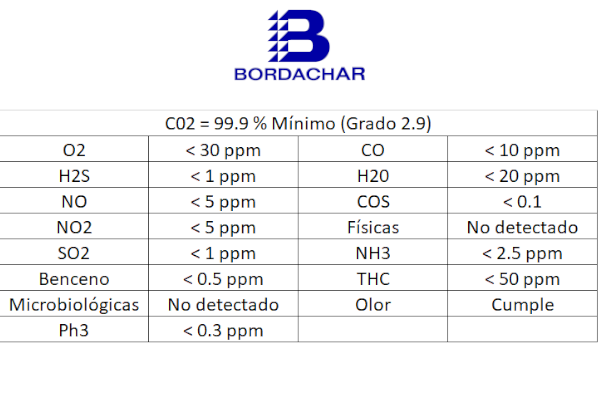 BORDACHAR
C02 = 99.9 % Mínimo (Grado 2.9)
O2 < 30 ppm CO < 10 ppm
H2S < 1 ppm H20 < 20 ppm
NO < 5 ppm COS < 0.1
NO2 < 5 ppm Físicas No detectado
SO2 < 1 ppm NH3 < 2.5 ppm
Benceno < 0.5 ppm THC < 50 ppm
Microbiológicas No detectado Olor Cumple
Ph3 < 0.3 ppm